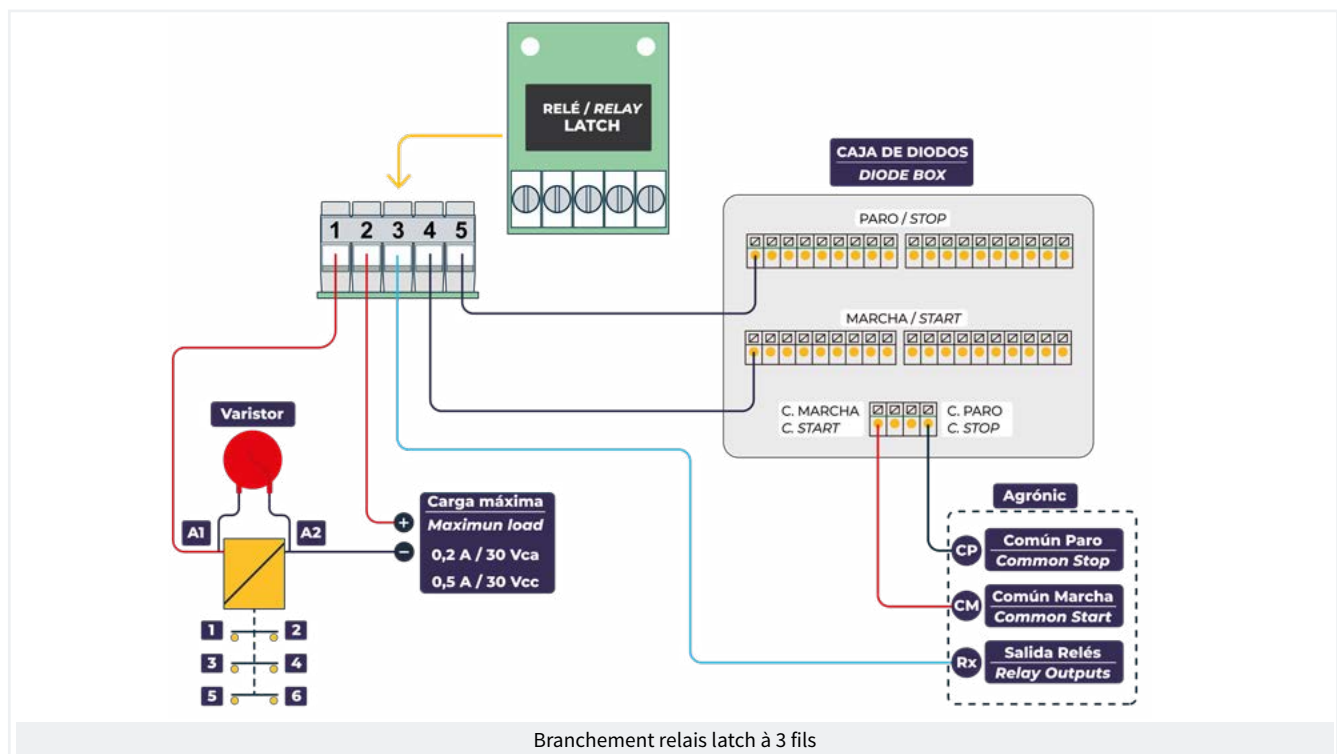 RELÉ / RELAY
LATCH
1 2 3 4 5
CAJA DE DIODOS
DIODE BOX
PARO / STOP
MARCHA / START
C. MARCHA
C. START
C. PARO
C. STOP
Varistor
A1
A2
Carga máxima
Maximun load
0,2 A / 30 Vca
0,5 A / 30 Vcc
+
−
1 2
3 4
5 6
Agrónic
CP
Común Paro
Common Stop
CM
Común Marcha
Common Start
Rx
Salida Relés
Relay Outputs
Branchement relais latch à 3 fils